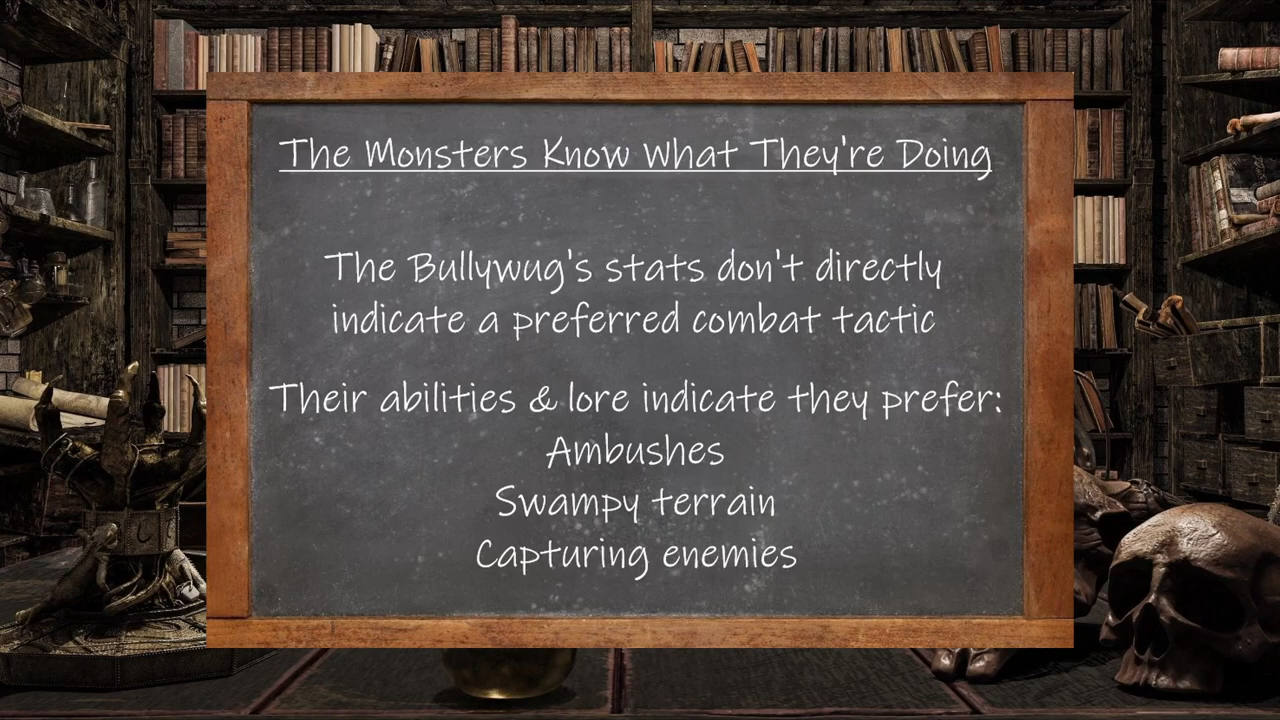 The Monsters Know What They're Doing
The Bullywug's stats don't directly
indicate a preferred combat tactic
Their abilities & lore indicate they prefer:
Ambushes
Swampy terrain
Capturing enemies